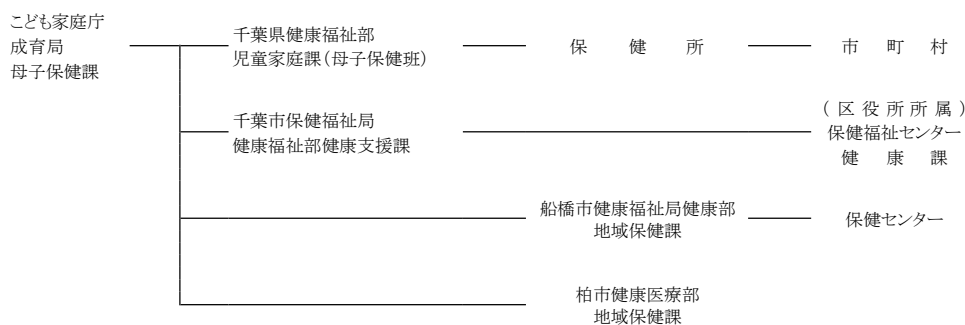 こども家庭庁
成育局
母子保健課
千葉県健康福祉部
児童家庭課(母子保健班)
保健所
市町村
千葉市保健福祉局
健康福祉部健康支援課
(区役所所属)
保健福祉センター
健康課
船橋市健康福祉局健康部
地域保健課
保健センター
柏市健康医療部
地域保健課